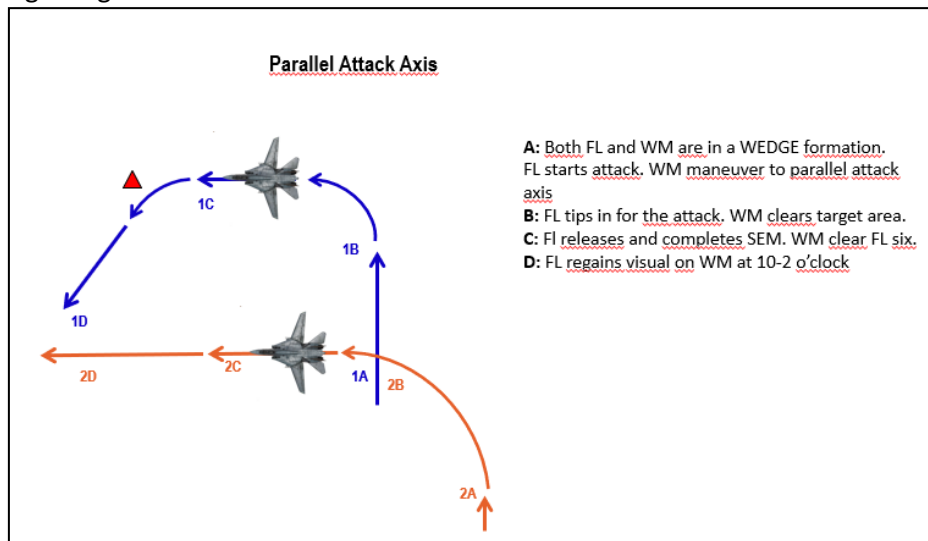 Parallel Attack Axis
A: Both FL and WM are in a WEDGE formation.
FL starts attack. WM maneuver to parallel attack
axis
B: FL tips in for the attack. WM clears target area.
C: Fl releases and completes SEM. WM clear FL six.
D: FL regains visual on WM at 10-2 o'clock
1C
1B
1D
2D
2C
1A
2B
2A